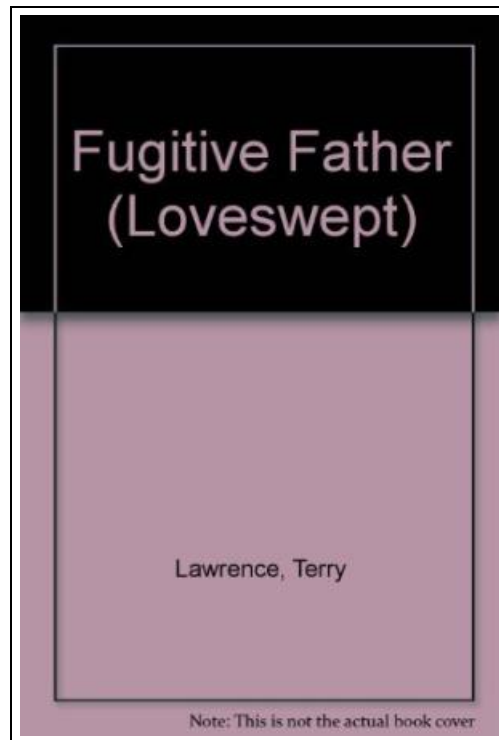 Fugitive Father
(Loveswept)
Lawrence, Terry
Note: This is not the actual book cover